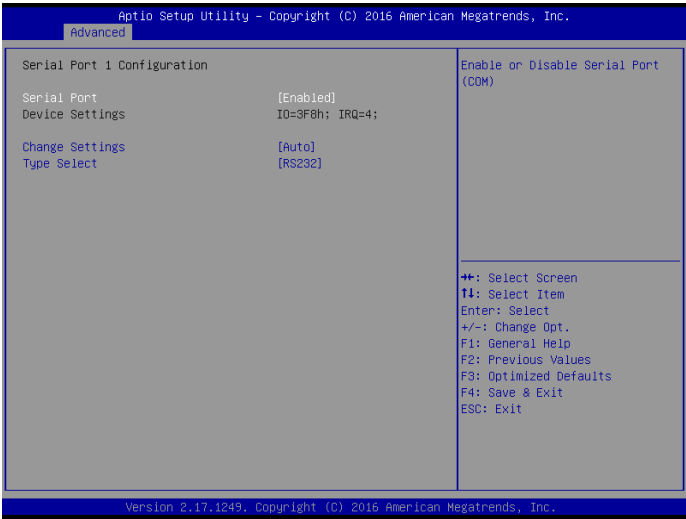 Aptio Setup Utility – Copyright (C) 2016 American Megatrends, Inc.
Advanced
Serial Port 1 Configuration
Serial Port [Enabled]
Device Settings IO=3F8h; IRQ=4;
Change Settings [Auto]
Type Select [RS232]
Enable or Disable Serial Port
(COM)
→←: Select Screen
↑↓: Select Item
Enter: Select
+/-: Change Opt.
F1: General Help
F2: Previous Values
F3: Optimized Defaults
F4: Save & Exit
ESC: Exit
Version 2.17.1249. Copyright (C) 2016 American Megatrends, Inc.